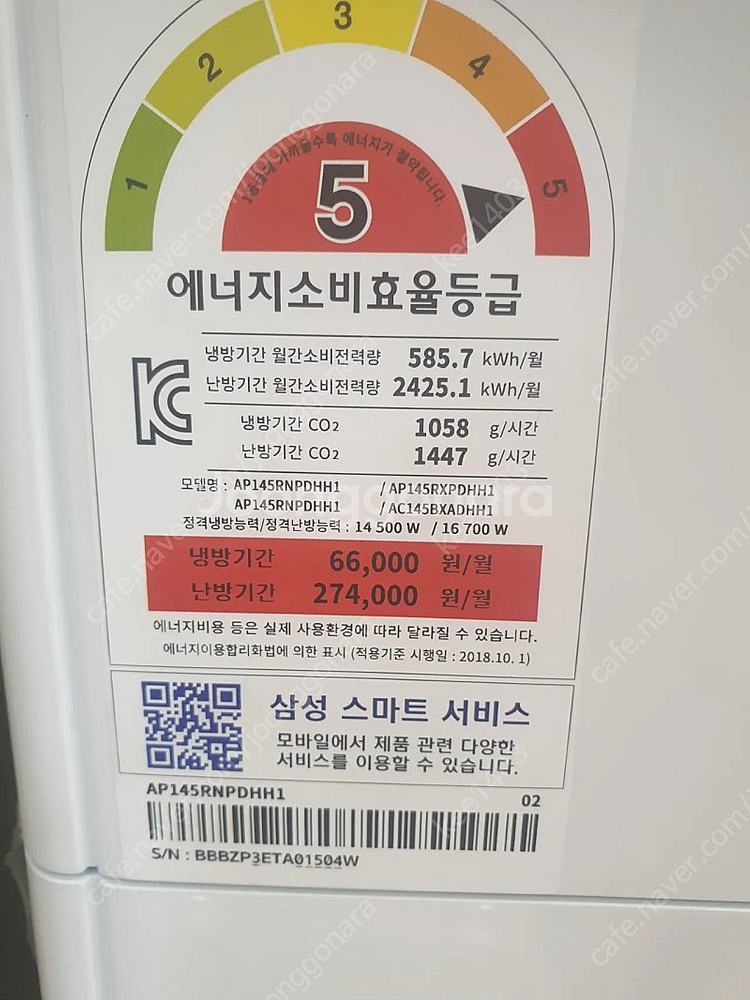 1
2
3
4
5
1등급에 가까울수록 에너지가 절약됩니다.
5
에너지소비효율등급
냉방기간 월간소비전력량 585.7 kWh/월
난방기간 월간소비전력량 2425.1 kWh/월
냉방기간 CO2 1058 g/시간
난방기간 CO2 1447 g/시간
모델명 : AP145RNPDHH1 / AP145RXPDHH1
AP145RNPDHH1 / AC145BXADHH1
정격냉방능력/정격난방능력 : 14 500 W / 16 700 W
냉방기간 66,000 원/월
난방기간 274,000 원/월
에너지비용 등은 실제 사용환경에 따라 달라질 수 있습니다.
에너지이용합리화법에 의한 표시 (적용기준 시행일 : 2018.10. 1)
삼성 스마트 서비스
모바일에서 제품 관련 다양한
서비스를 이용할 수 있습니다.
AP145RNPDHH1 02
S/N : BBBZP3ETA01504W
joonggonara
cafe.naver.com/joonggonara
kee1403